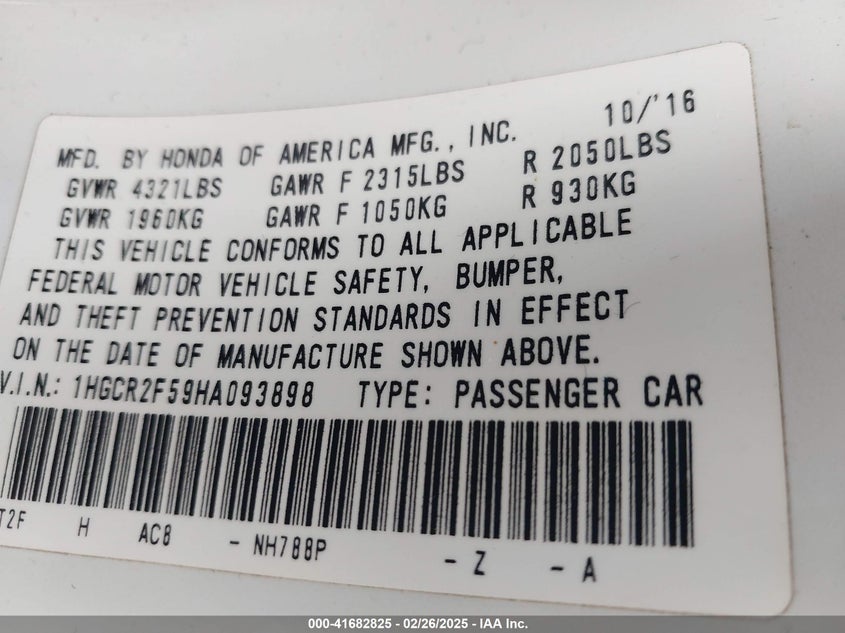 10/'16
MFD. BY HONDA OF AMERICA MFG., INC.
GVWR 4321LBS GAWR F 2315LBS R 2050LBS
GVWR 1960KG GAWR F 1050KG R 930KG
THIS VEHICLE CONFORMS TO ALL APPLICABLE
FEDERAL MOTOR VEHICLE SAFETY, BUMPER,
AND THEFT PREVENTION STANDARDS IN EFFECT
ON THE DATE OF MANUFACTURE SHOWN ABOVE.
V.I.N.: 1HGCR2F59HA093898 TYPE: PASSENGER CAR
T2F H AC8 - NH788P - Z - A
000-41682825 - 02/26/2025 - IAA Inc.